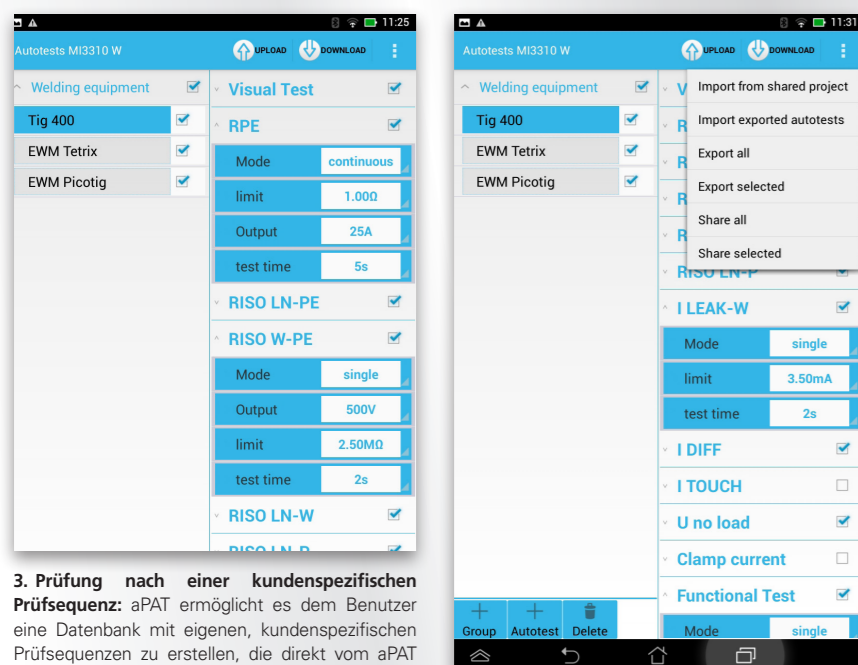 11:25
Autotests MI3310 W
UPLOAD
DOWNLOAD
Welding equipment
Tig 400
EWM Tetrix
EWM Picotig
Visual Test
RPE
Mode continuous
limit 1.00Ω
Output 25A
test time 5s
RISO LN-PE
RISO W-PE
Mode single
Output 500V
limit 2.50MΩ
test time 2s
RISO LN-W
3. Prüfung nach einer kundenspezifischen
Prüfsequenz: aPAT ermöglicht es dem Benutzer
eine Datenbank mit eigenen, kundenspezifischen
Prüfsequenzen zu erstellen, die direkt vom aPAT
11:31
Autotests MI3310 W
UPLOAD
DOWNLOAD
Welding equipment
Tig 400
EWM Tetrix
EWM Picotig
Import from shared project
Import exported autotests
Export all
Export selected
Share all
Share selected
RISO LN-P
I LEAK-W
Mode single
limit 3.50mA
test time 2s
I DIFF
I TOUCH
U no load
Clamp current
Functional Test
Mode single
Group Autotest Delete